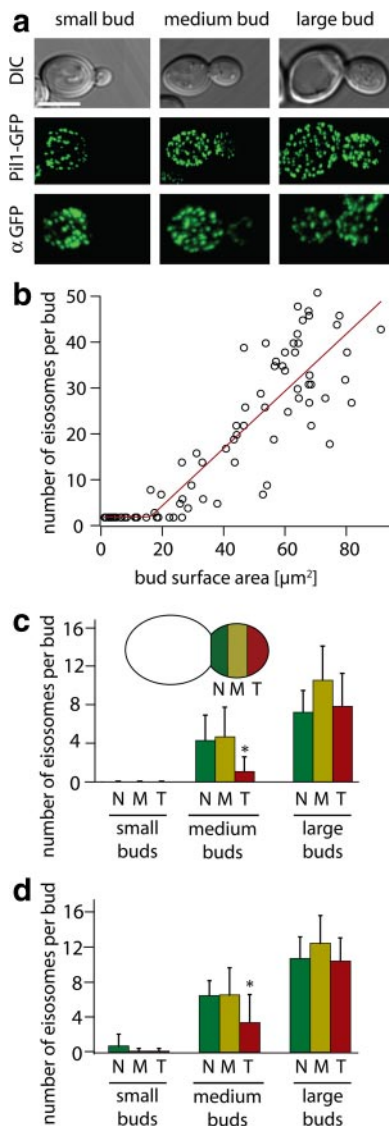 a
small bud medium bud large bud
DIC
Pil1-GFP
α GFP
b
number of eisosomes per bud
50
40
30
20
10
0
0 20 40 60 80
bud surface area [µm²]
c
number of eisosomes per bud
16
12
8
4
0
N M T
*
N M T N M T N M T
small buds medium buds large buds
d
number of eisosomes per bud
16
12
8
4
0
*
N M T N M T N M T
small buds medium buds large buds